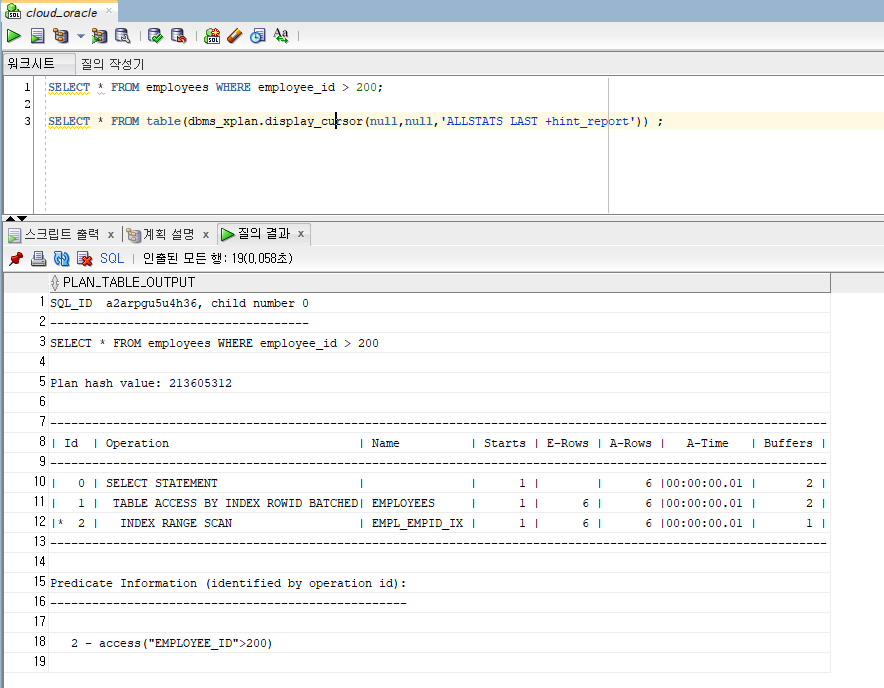 cloud_oracle
워크시트 질의 작성기
1 SELECT * FROM employees WHERE employee_id > 200;
2
3 SELECT * FROM table(dbms_xplan.display_cursor(null,null,'ALLSTATS LAST +hint_report')) ;
스크립트 출력 x 계획 설명 x 질의 결과 x
SQL 인출된 모든 행: 19(0,058초)
PLAN_TABLE_OUTPUT
1 SQL_ID  a2arpgu5u4h36, child number 0
2 -------------------------------------
3 SELECT * FROM employees WHERE employee_id > 200
4
5 Plan hash value: 213605312
6
7 ---------------------------------------------------------------------------------------------------------------
8 | Id  | Operation                           | Name          | Starts | E-Rows | A-Rows |   A-Time   | Buffers |
9 ---------------------------------------------------------------------------------------------------------------
10 |   0 | SELECT STATEMENT                    |               |      1 |        |      6 |00:00:00.01 |       2 |
11 |   1 |  TABLE ACCESS BY INDEX ROWID BATCHED| EMPLOYEES     |      1 |      6 |      6 |00:00:00.01 |       2 |
12 |*  2 |   INDEX RANGE SCAN                  | EMPL_EMPID_IX |      1 |      6 |      6 |00:00:00.01 |       1 |
13 ---------------------------------------------------------------------------------------------------------------
14
15 Predicate Information (identified by operation id):
16 ---------------------------------------------------
17
18    2 - access("EMPLOYEE_ID">200)
19